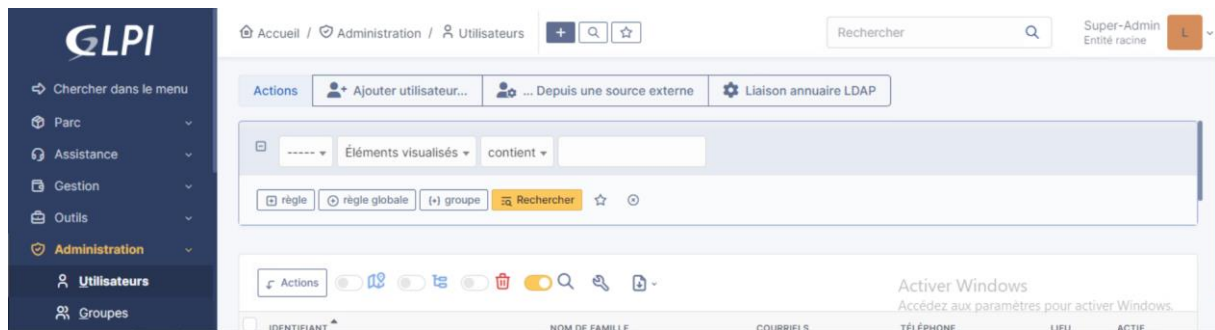 GLPI
Accueil / Administration / Utilisateurs
Rechercher
Super-Admin
Entité racine
L
Chercher dans le menu
Parc
Assistance
Gestion
Outils
Administration
Utilisateurs
Groupes
Actions
Ajouter utilisateur...
... Depuis une source externe
Liaison annuaire LDAP
----- Éléments visualisés contient
règle
règle globale
(+) groupe
Rechercher
Actions
Activer Windows
Accédez aux paramètres pour activer Windows.
IDENTIFIANT NOM DE FAMILLE COURRIELS TÉLÉPHONE LIEU ACTIF